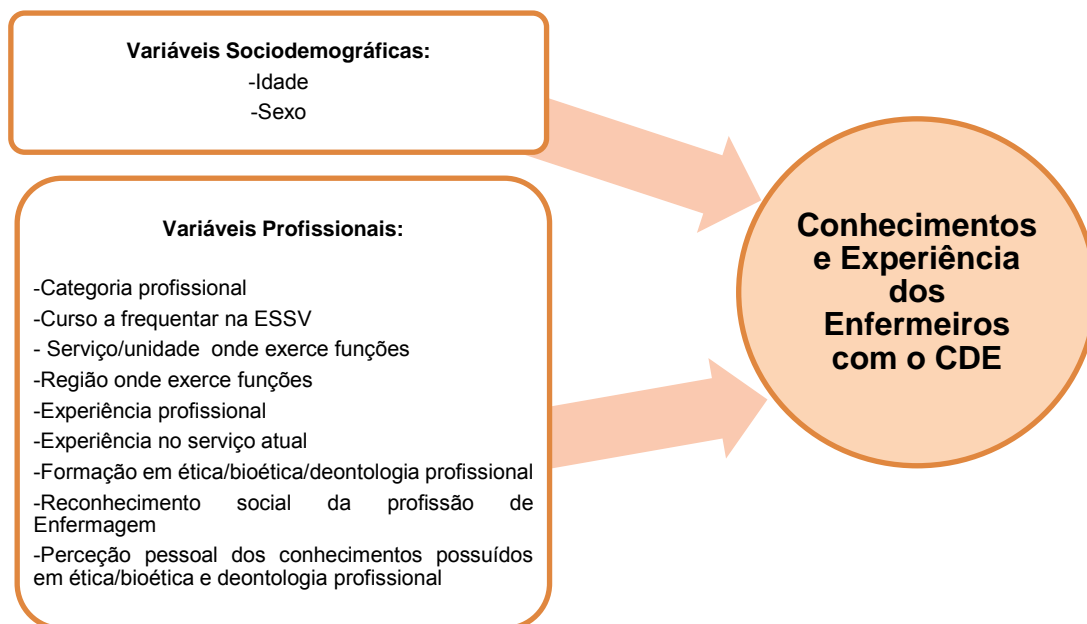 Variáveis Sociodemográficas:
-Idade
-Sexo
Variáveis Profissionais:
-Categoria profissional
-Curso a frequentar na ESSV
- Serviço/unidade onde exerce funções
-Região onde exerce funções
-Experiência profissional
-Experiência no serviço atual
-Formação em ética/bioética/deontologia profissional
-Reconhecimento social da profissão de
Enfermagem
-Perceção pessoal dos conhecimentos possuídos
em ética/bioética e deontologia profissional
Conhecimentos
e Experiência
dos
Enfermeiros
com o CDE